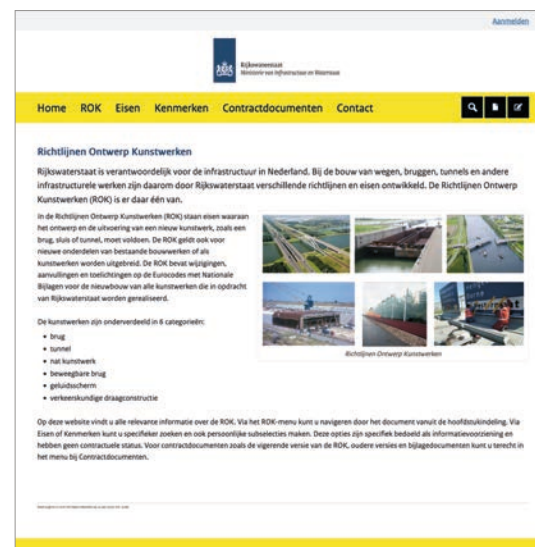 Aanmelden
Rijkswaterstaat
Ministerie van Infrastructuur en Waterstaat
Home ROK Eisen Kenmerken Contractdocumenten Contact
Richtlijnen Ontwerp Kunstwerken
Rijkswaterstaat is verantwoordelijk voor de infrastructuur in Nederland. Bij de bouw van wegen, bruggen, tunnels en andere
infrastructurele werken zijn daarom door Rijkswaterstaat verschillende richtlijnen en eisen ontwikkeld. De Richtlijnen Ontwerp
Kunstwerken (ROK) is er daar één van.
In de Richtlijnen Ontwerp Kunstwerken (ROK) staan eisen waaraan
het ontwerp en de uitvoering van een nieuw kunstwerk, zoals een
brug, sluis of tunnel, moet voldoen. De ROK geldt ook voor
nieuwe onderdelen van bestaande bouwwerken of als
kunstwerken worden uitgebreid. De ROK bevat wijzigingen,
aanvullingen en toelichtingen op de Eurocodes met Nationale
Bijlagen voor de nieuwbouw van alle kunstwerken die in opdracht
van Rijkswaterstaat worden gerealiseerd.
Richtlijnen Ontwerp Kunstwerken
De kunstwerken zijn onderverdeeld in 6 categorieën:
• brug
• tunnel
• nat kunstwerk
• beweegbare brug
• geluidsscherm
• verkeerskundige draagconstructie
Op deze website vindt u alle relevante informatie over de ROK. Via het ROK-menu kunt u navigeren door het document vanuit de hoofdstukindeling. Via
Eisen of Kenmerken kunt u specifieker zoeken en ook persoonlijke subselecties maken. Deze opties zijn specifiek bedoeld als informatievoorziening en
hebben geen contractuele status. Voor contractdocumenten zoals de vigerende versie van de ROK, oudere versies en bijlagedocumenten kunt u terecht in
het menu bij Contractdocumenten.